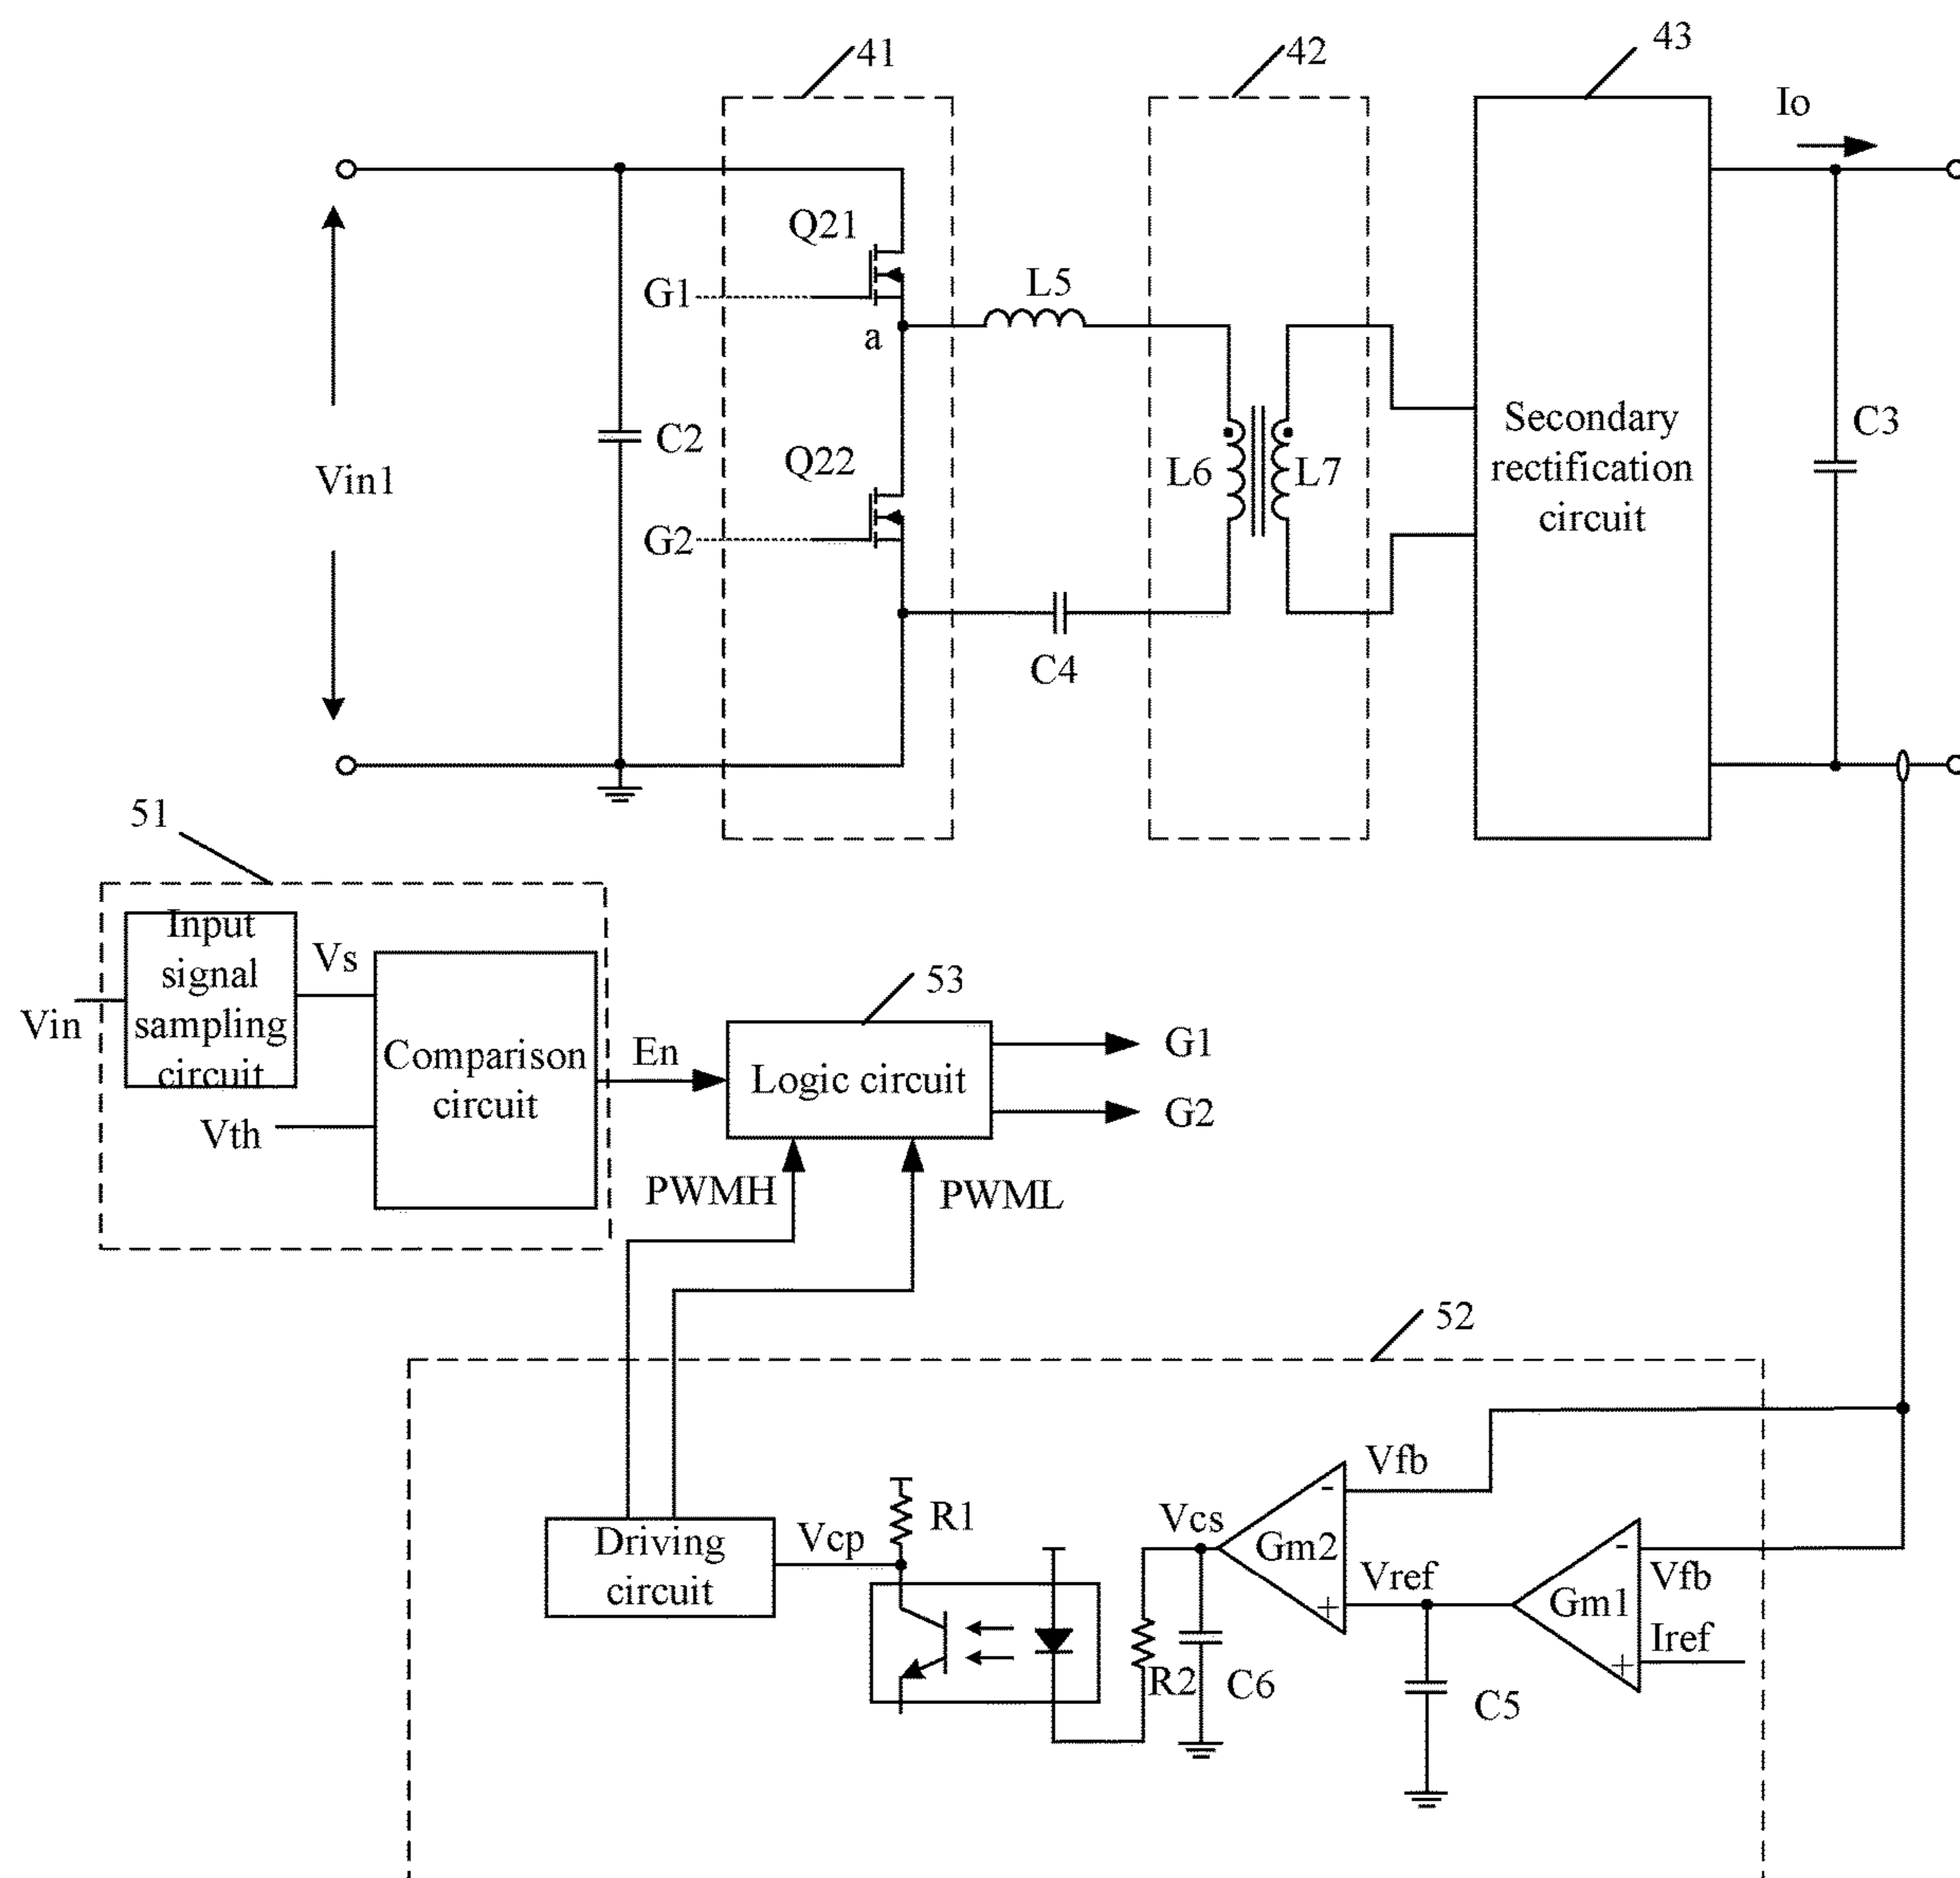 41
42
43
Io
Q21
G1
L5
a
C2
Vin1
Q22
G2
L6
L7
Secondary
rectification
circuit
C3
C4
51
Input
signal
sampling
circuit
Vs
Vin
Comparison
circuit
Vth
En
53
Logic circuit
G1
G2
PWMH
PWML
52
Driving
circuit
Vcp
R1
Vcs
R2
C6
Gm2
-
+
Vfb
Vref
C5
Gm1
-
+
Vfb
Iref